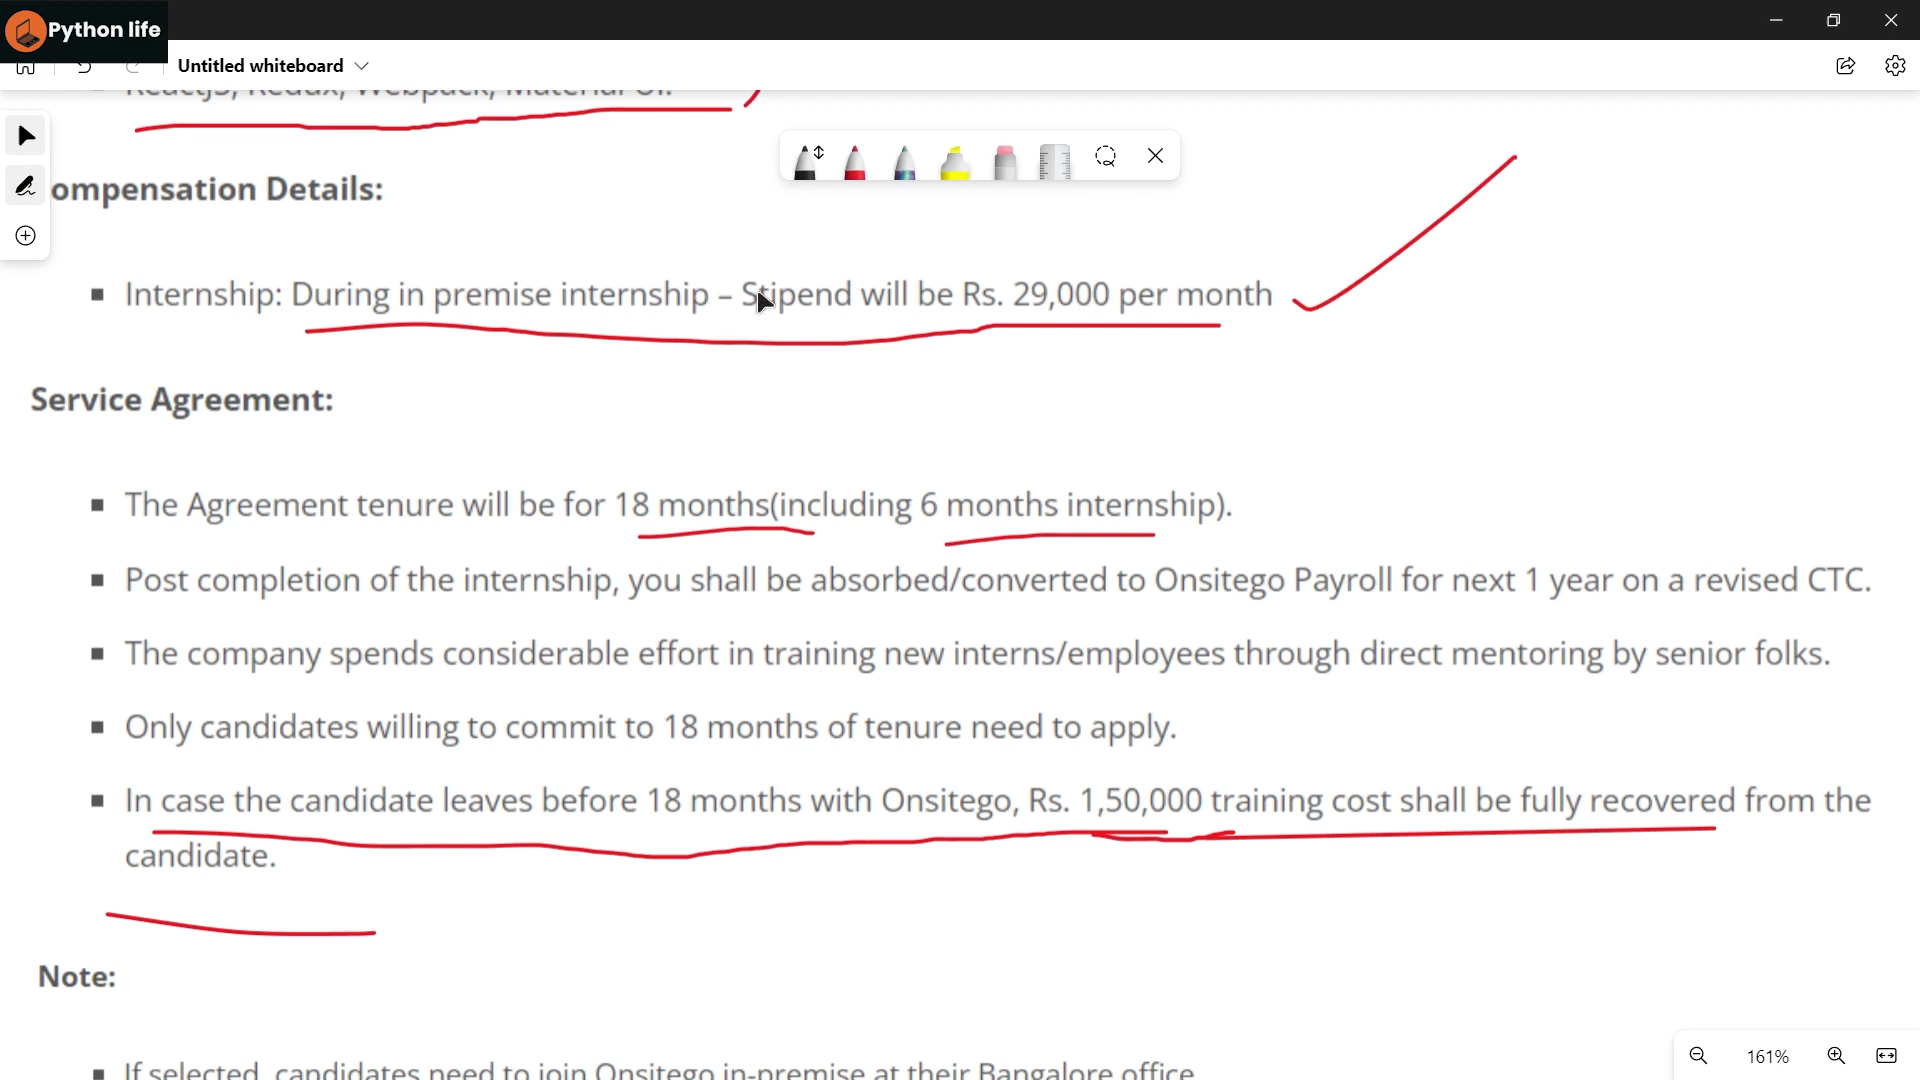 Python life
Untitled whiteboard
ReactJS, Redux, Webpack, Material UI.
ompensation Details:
Internship: During in premise internship – Stipend will be Rs. 29,000 per month
Service Agreement:
The Agreement tenure will be for 18 months(including 6 months internship).
Post completion of the internship, you shall be absorbed/converted to Onsitego Payroll for next 1 year on a revised CTC.
The company spends considerable effort in training new interns/employees through direct mentoring by senior folks.
Only candidates willing to commit to 18 months of tenure need to apply.
In case the candidate leaves before 18 months with Onsitego, Rs. 1,50,000 training cost shall be fully recovered from the
candidate.
Note:
If selected, candidates need to join Onsitego in-premise at their Bangalore office
161%